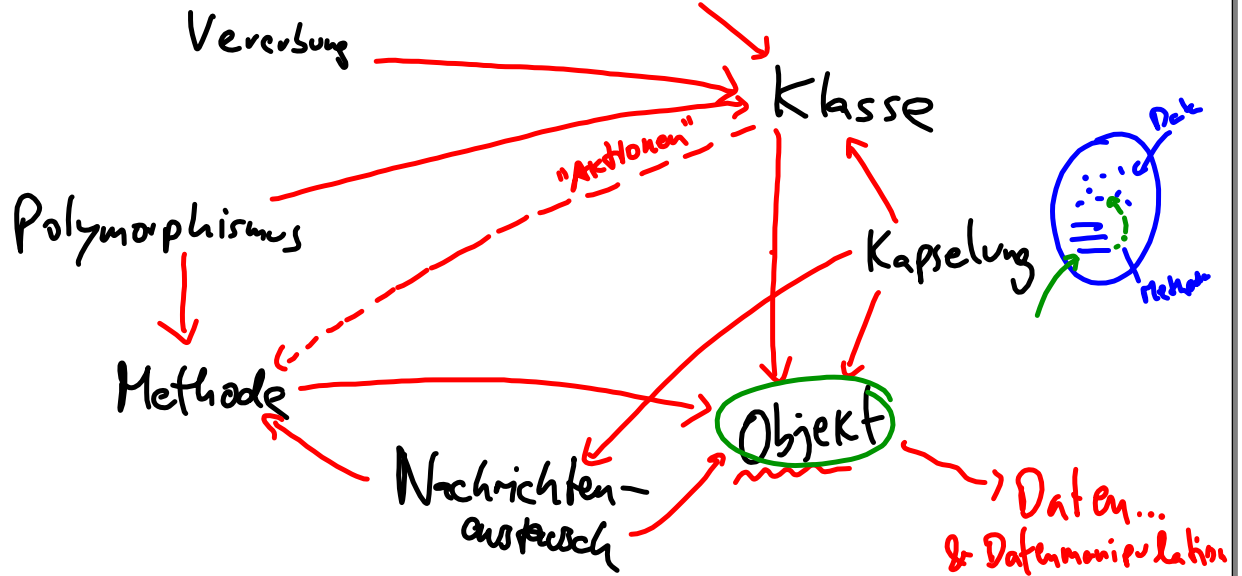 Vererbung
Klasse
"Aktionen"
Polymorphismus
Kapselung
Methode
Objekt
Nachrichten-
austausch
Daten...
& Datenmanipulation